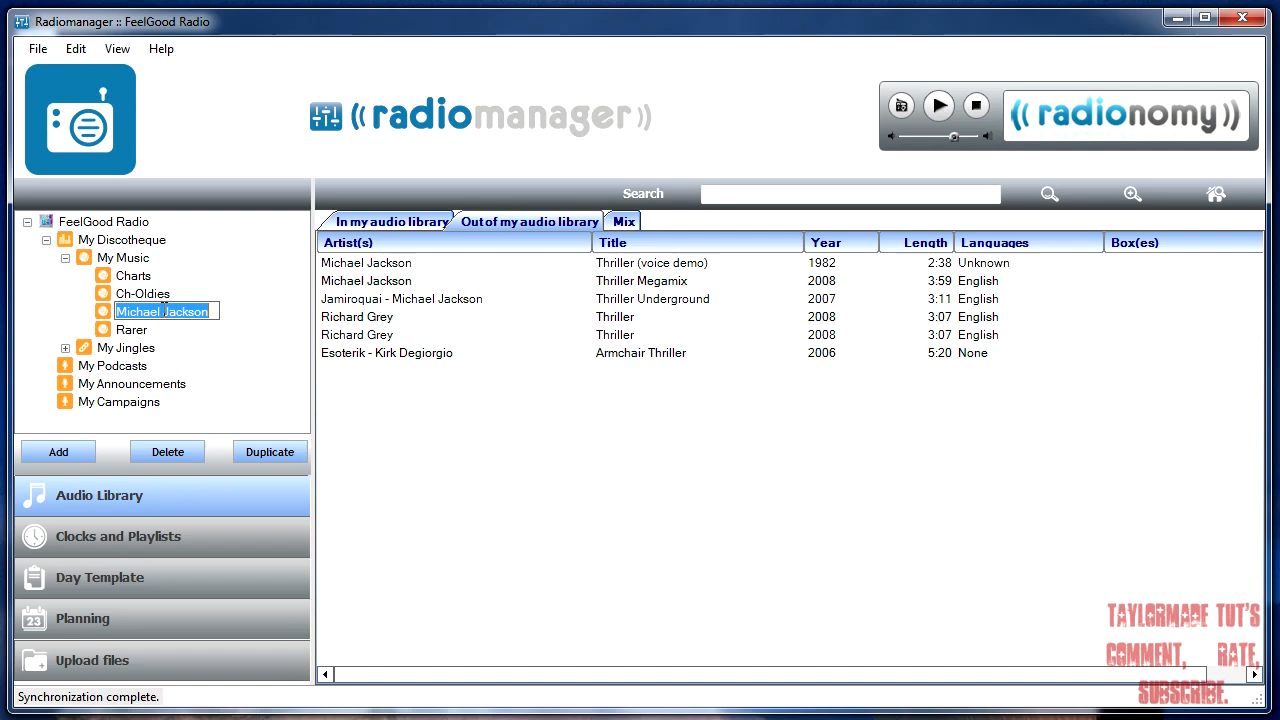 Radiomanager :: FeelGood Radio
File Edit View Help
radiomanager
radionomy
Search
FeelGood Radio
My Discotheque
My Music
Charts
Ch-Oldies
Michael Jackson
Rarer
My Jingles
My Podcasts
My Announcements
My Campaigns
Add Delete Duplicate
Audio Library
Clocks and Playlists
Day Template
23 Planning
Upload files
Synchronization complete.
In my audio library Out of my audio library Mix
Artist(s) Title Year Length Languages Box(es)
Michael Jackson Thriller (voice demo) 1982 2:38 Unknown
Michael Jackson Thriller Megamix 2008 3:59 English
Jamiroquai - Michael Jackson Thriller Underground 2007 3:11 English
Richard Grey Thriller 2008 3:07 English
Richard Grey Thriller 2008 3:07 English
Esoterik - Kirk Degiorgio Armchair Thriller 2006 5:20 None
TAYLORMADE TUT'S
COMMENT, RATE,
SUBSCRIBE.